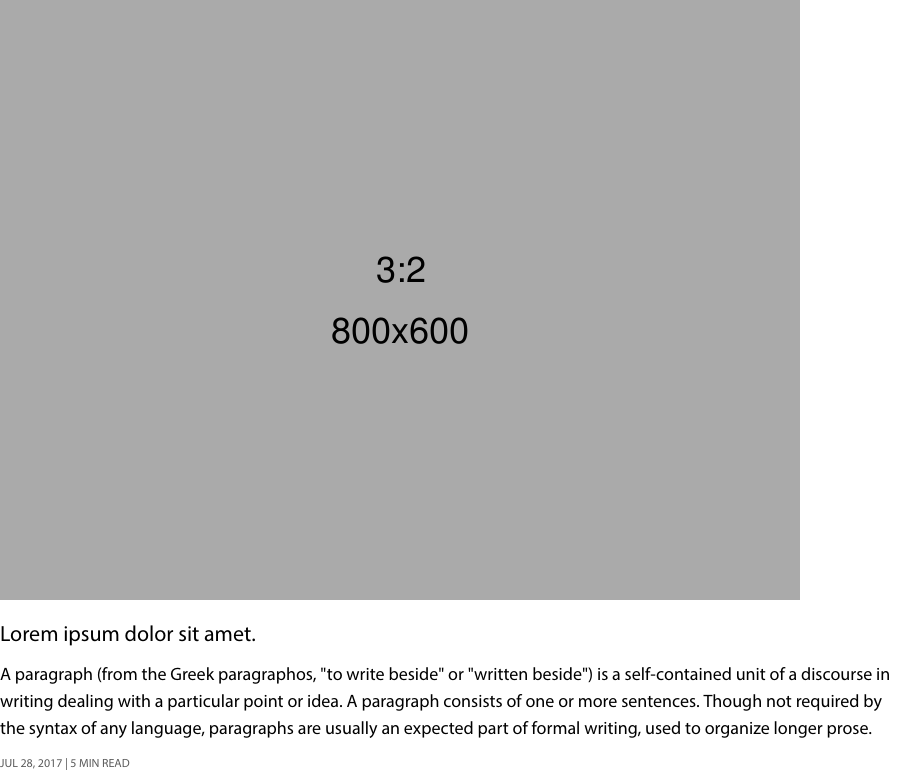 3:2
800x600
Lorem ipsum dolor sit amet.
A paragraph (from the Greek paragraphos, "to write beside" or "written beside") is a self-contained unit of a discourse in
writing dealing with a particular point or idea. A paragraph consists of one or more sentences. Though not required by
the syntax of any language, paragraphs are usually an expected part of formal writing, used to organize longer prose.
JUL 28, 2017 | 5 MIN READ